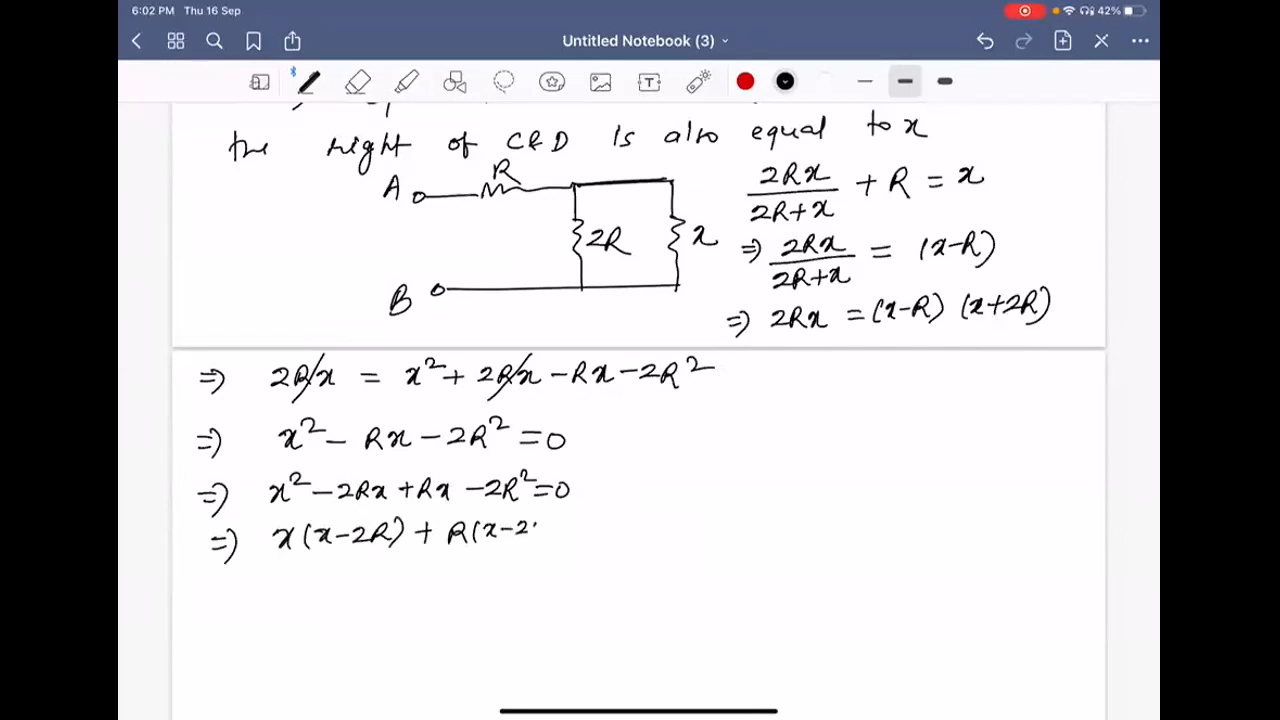 6:02 PM Thu 16 Sep
42%
Untitled Notebook (3)
the right of C&D is also equal to x
R
A
2R
x
B
2Rx/2R+x + R = x
⇒ 2Rx/2R+x = (x-R)
⇒ 2Rx = (x-R) (x+2R)
⇒ 2Rx = x² + 2Rx - Rx - 2R²
⇒ x² - Rx - 2R² = 0
⇒ x² - 2Rx + Rx - 2R² = 0
⇒ x(x-2R) + R(x-2